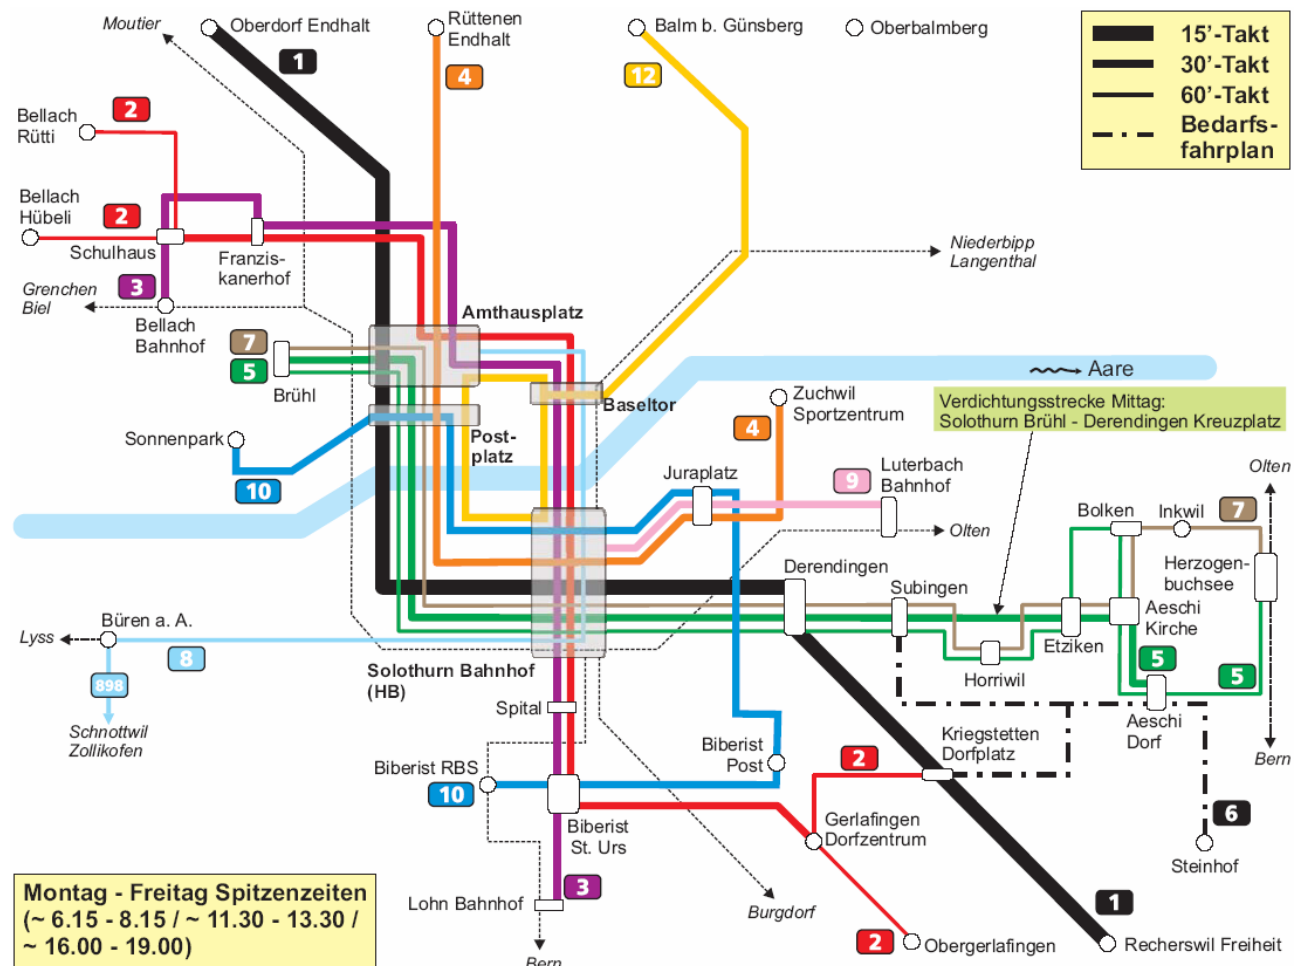 Moutier
Oberdorf Endhalt
Rüttenen
Endhalt
Balm b. Günsberg
Oberbalmberg
1
4
12
15'-Takt
30'-Takt
60'-Takt
Bedarfs-
fahrplan
Bellach
Rütti
2
Bellach
Hübeli
2
Schulhaus
Franzis-
kanerhof
Niederbipp
Langenthal
Grenchen
Biel
3
Bellach
Bahnhof
Amthausplatz
7
5
Brühl
Aare
Baseltor
Zuchwil
Sportzentrum
Verdichtungsstrecke Mittag:
Solothurn Brühl - Derendingen Kreuzplatz
Sonnenpark
Post-
platz
4
10
Juraplatz
9
Luterbach
Bahnhof
Olten
Olten
Bolken
Inkwil
7
Derendingen
Subingen
Herzogen-
buchsee
Aeschi
Kirche
Büren a. A.
Lyss
8
Etziken
898
Solothurn Bahnhof
(HB)
Horriwil
5
5
Schnottwil
Zollikofen
Spital
Aeschi
Dorf
Kriegstetten
Dorfplatz
Biberist
Post
Bern
Biberist RBS
2
10
6
Biberist
St. Urs
Gerlafingen
Dorfzentrum
Steinhof
Montag - Freitag Spitzenzeiten
(~ 6.15 - 8.15 / ~ 11.30 - 13.30 /
~ 16.00 - 19.00)
3
Lohn Bahnhof
Burgdorf
1
2
Obergerlafingen
Recherswil Freiheit
Bern